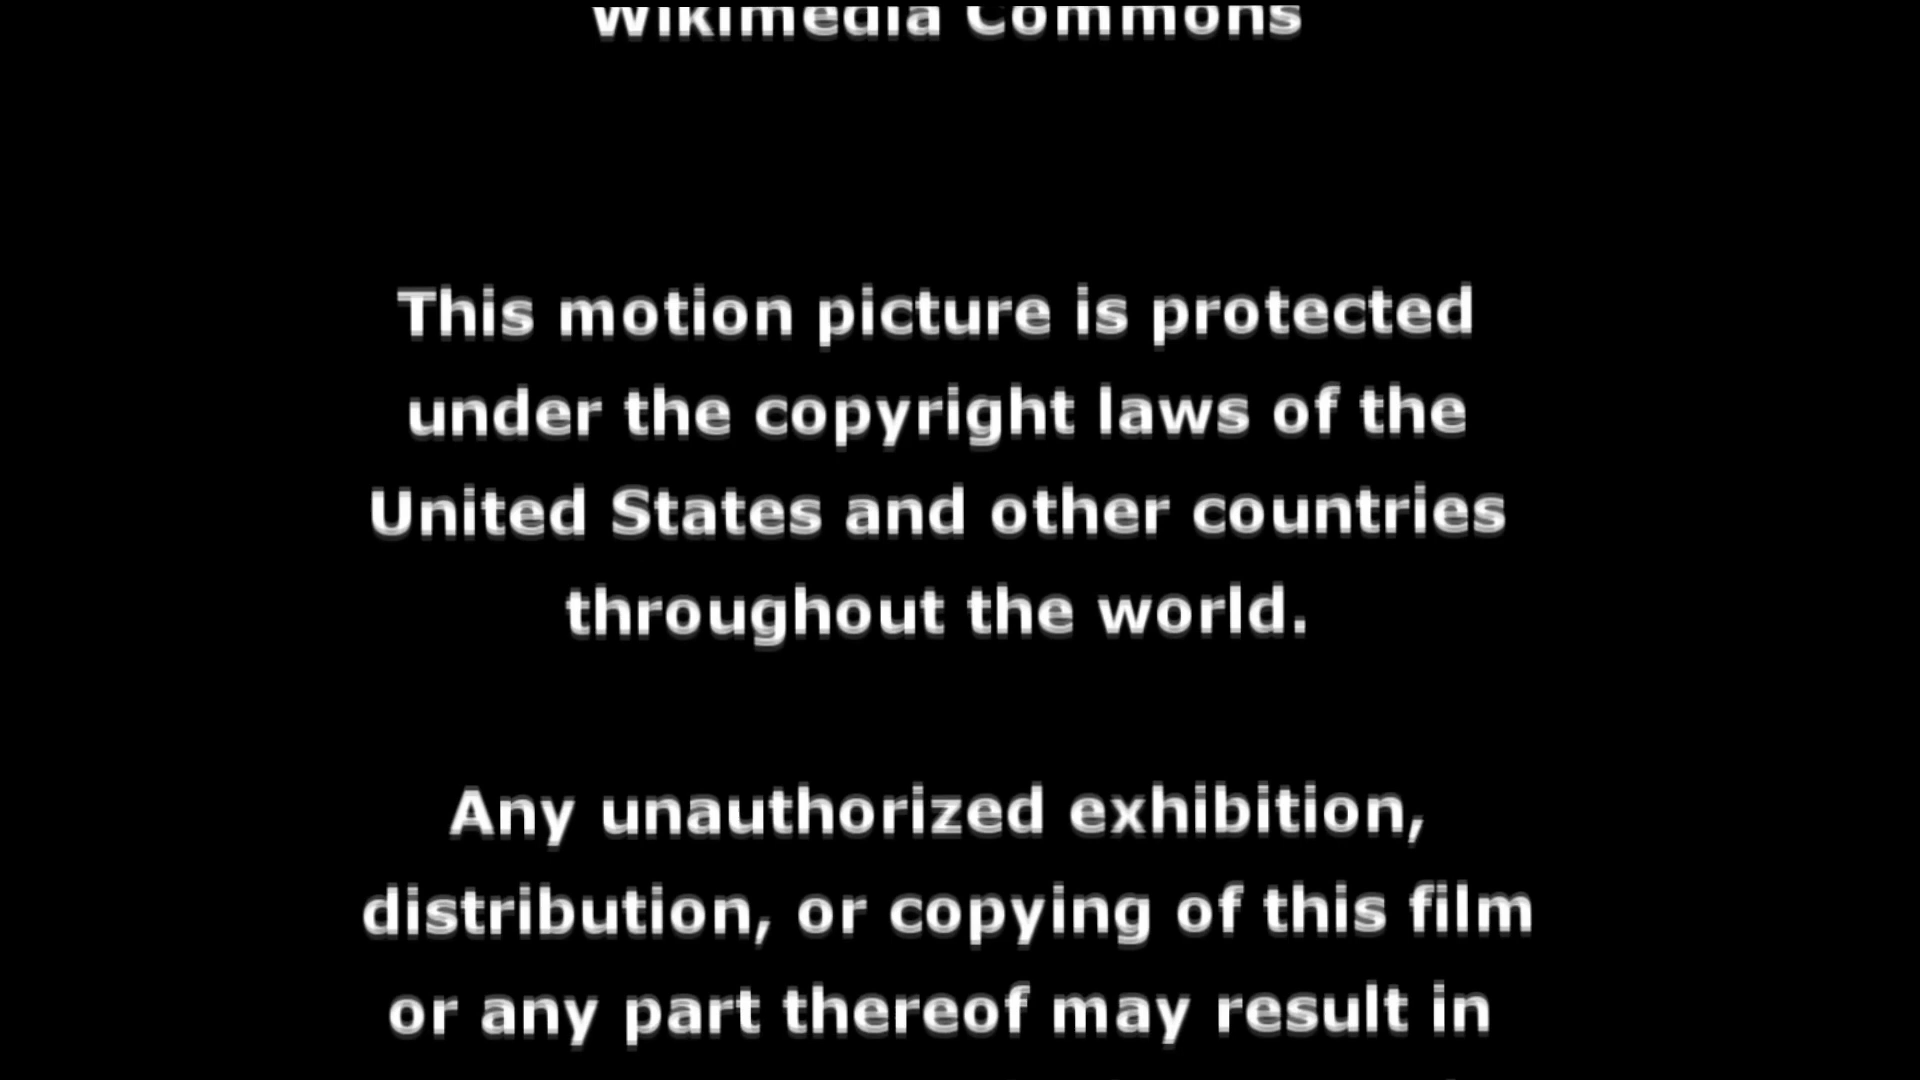 Wikimedia Commons
This motion picture is protected
under the copyright laws of the
United States and other countries
throughout the world.
Any unauthorized exhibition,
distribution, or copying of this film
or any part thereof may result in